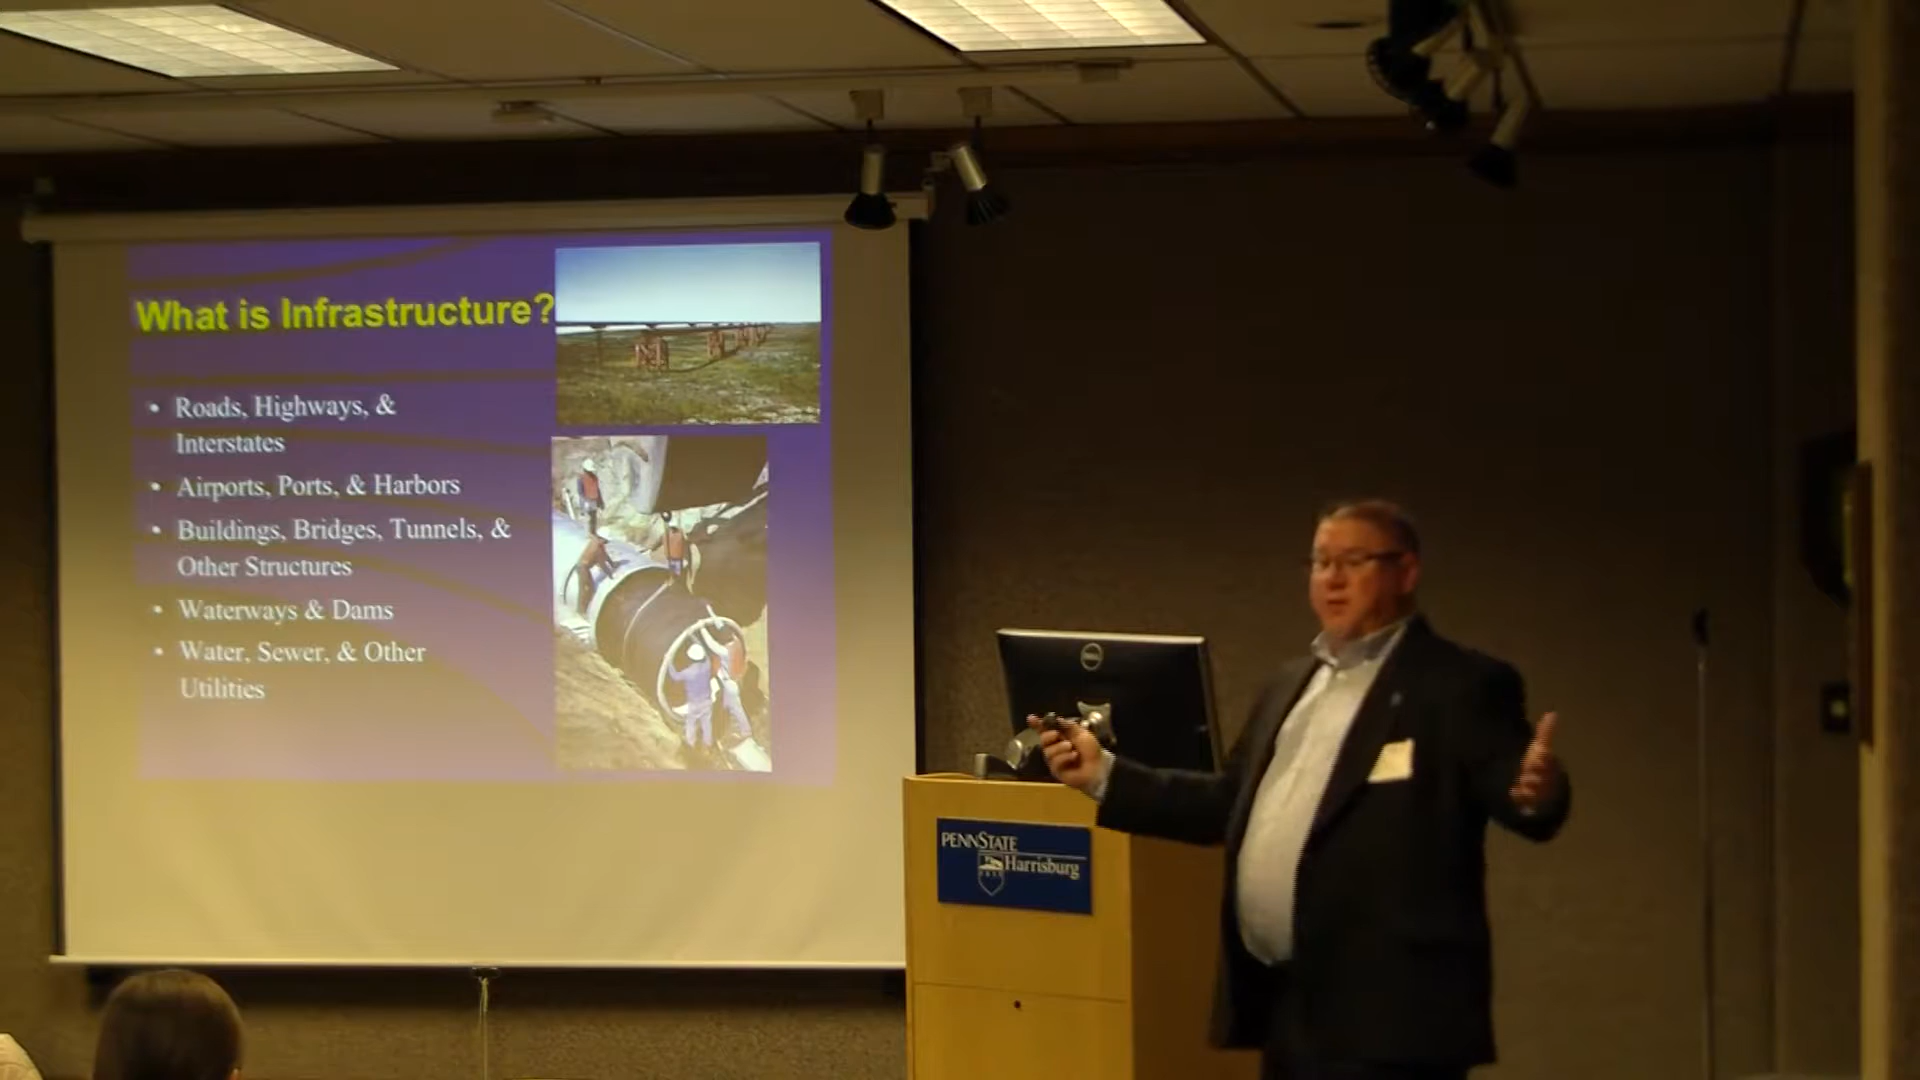 What is Infrastructure?
• Roads, Highways, &
Interstates
• Airports, Ports, & Harbors
• Buildings, Bridges, Tunnels, &
Other Structures
• Waterways & Dams
• Water, Sewer, & Other
Utilities
DELL
PENNSTATE
Harrisburg